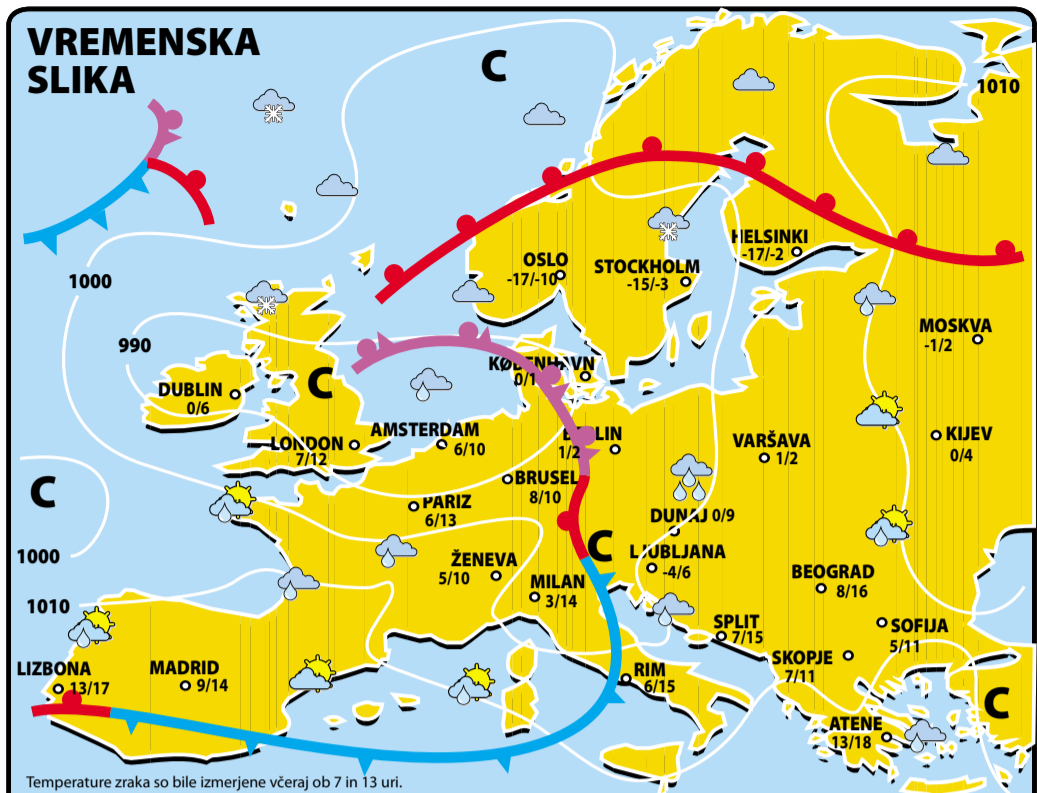 VREMENSKA
SLIKA
C
1010
1000
OSLO
-17/-10
STOCKHOLM
-15/-3
HELSINKI
-17/-2
990
MOSKVA
-1/2
KØBENHAVN
0/1
DUBLIN
0/6
C
LONDON
7/12
AMSTERDAM
6/10
BERLIN
1/2
VARŠAVA
1/2
KIJEV
0/4
C
BRUSEL
8/10
PARIZ
6/13
DUNAJ 0/9
1000
ŽENEVA
5/10
C
LJUBLJANA
-4/6
MILAN
3/14
BEOGRAD
8/16
1010
SPLIT
7/15
SOFIJA
5/11
LIZBONA
13/17
MADRID
9/14
RIM
6/15
SKOPJE
7/11
C
ATENE
13/18
Temperature zraka so bile izmerjene včeraj ob 7 in 13 uri.